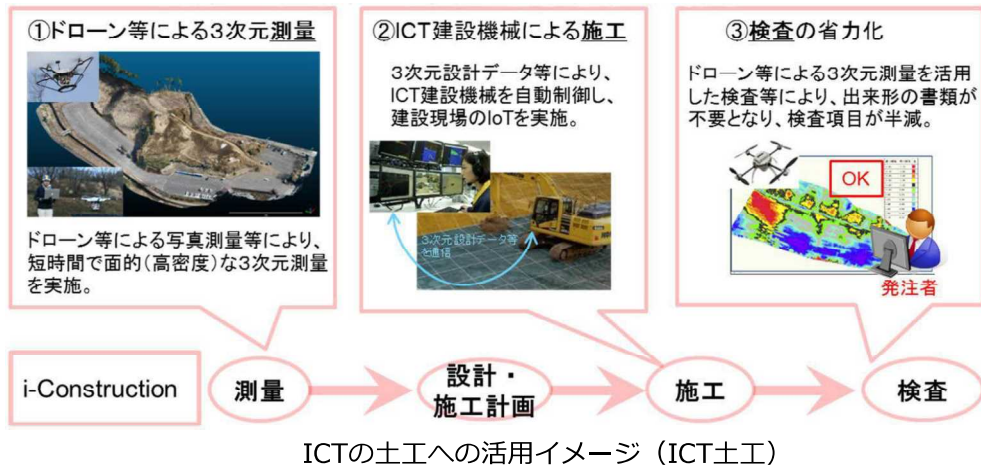 ①ドローン等による3次元測量
ドローン等による写真測量等により、
短時間で面的(高密度)な3次元測量
を実施。
②ICT建設機械による施工
3次元設計データ等により、
ICT建設機械を自動制御し、
建設現場のIoTを実施。
3次元設計データ等
を通信
③検査の省力化
ドローン等による3次元測量を活用
した検査等により、出来形の書類が
不要となり、検査項目が半減。
OK
発注者
i-Construction
測量
設計・
施工計画
施工
検査
ICTの土工への活用イメージ（ICT土工）